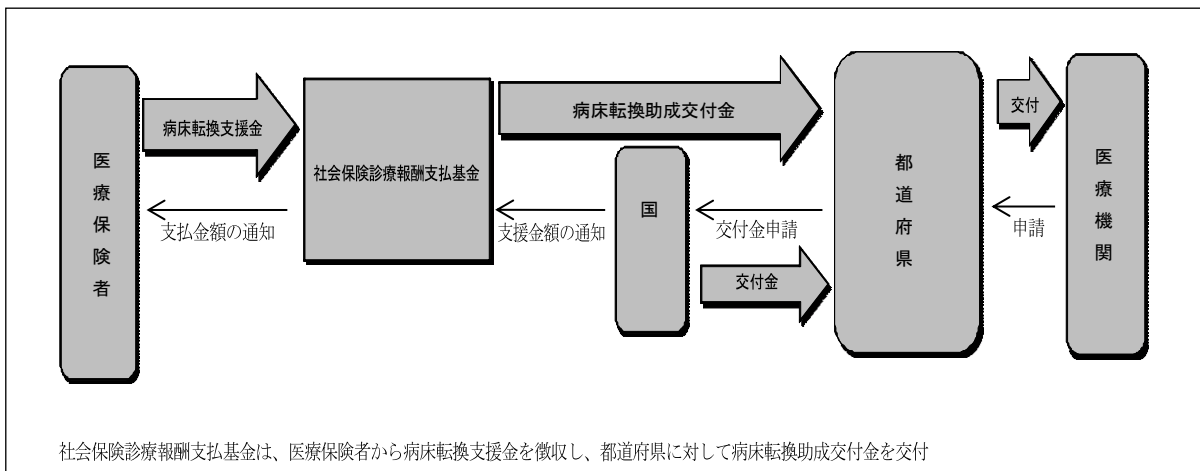 医療保険者
病床転換支援金
支払金額の通知
社会保険診療報酬支払基金
病床転換助成交付金
支援金額の通知
国
交付金申請
交付金
都道府県
交付
申請
医療機関
社会保険診療報酬支払基金は、医療保険者から病床転換支援金を徴収し、都道府県に対して病床転換助成交付金を交付